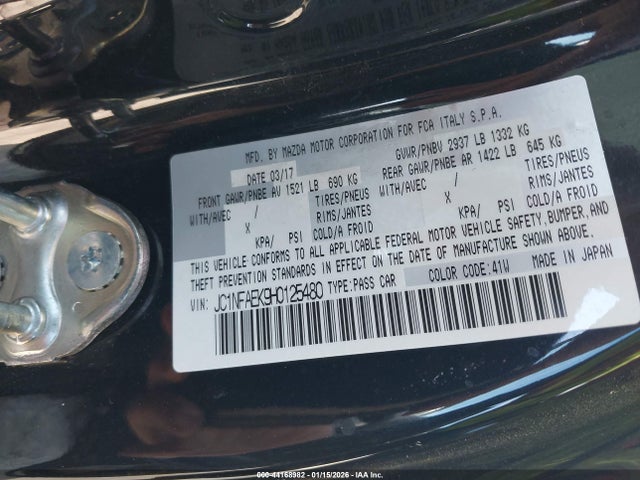 MFD. BY MAZDA MOTOR CORPORATION FOR FCA ITALY S.P.A.
DATE 03/17 GVWR/PNBV 2937 LB 1332 KG
FRONT GAWR/PNBE AV 1521 LB 690 KG REAR GAWR/PNBE AR 1422 LB 645 KG
WITH/AVEC / TIRES/PNEUS WITH/AVEC / TIRES/PNEUS
X RIMS/JANTES X RIMS/JANTES
KPA/ PSI COLD/A FROID KPA/ PSI COLD/A FROID
THIS VEHICLE CONFORMS TO ALL APPLICABLE FEDERAL MOTOR VEHICLE SAFETY, BUMPER, AND
THEFT PREVENTION STANDARDS IN EFFECT ON THE DATE OF MANUFACTURE SHOWN ABOVE.
VIN: JC1NFAEK9H0125480 TYPE: PASS CAR COLOR CODE: 41W MADE IN JAPAN
000-44168982 - 01/15/2026 - IAA Inc.